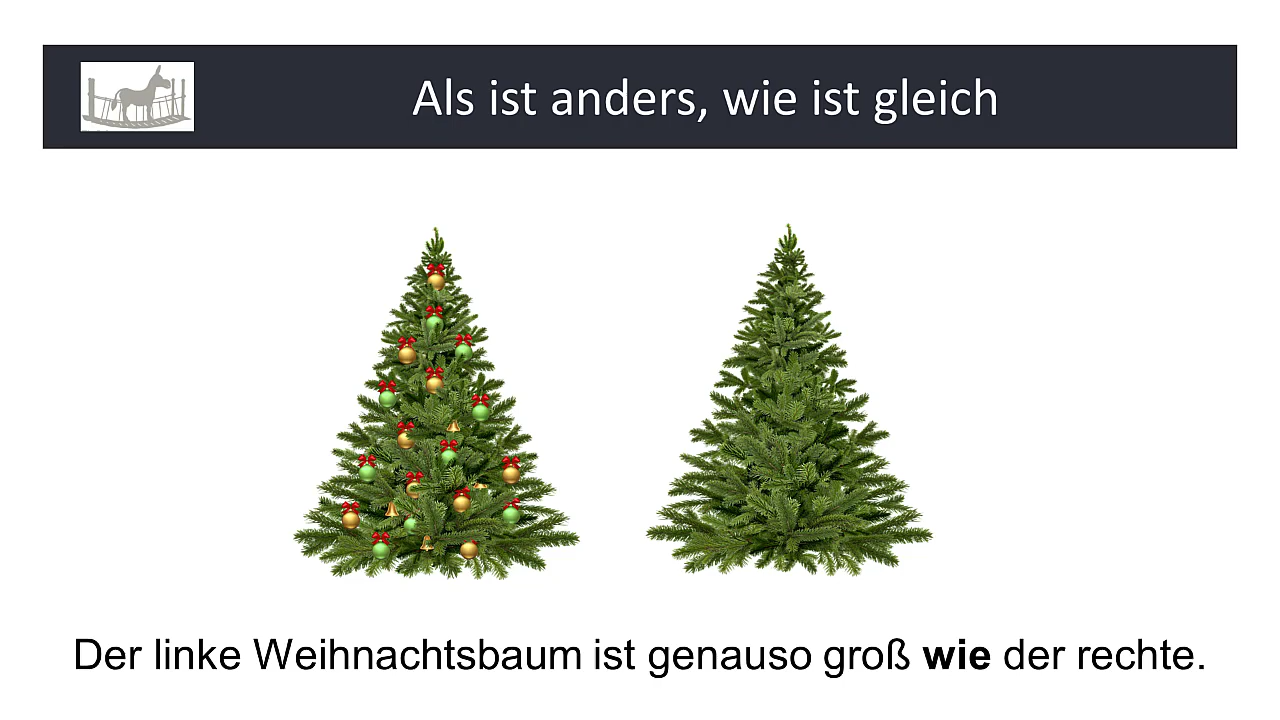 Als ist anders, wie ist gleich
Der linke Weihnachtsbaum ist genauso groß wie der rechte.